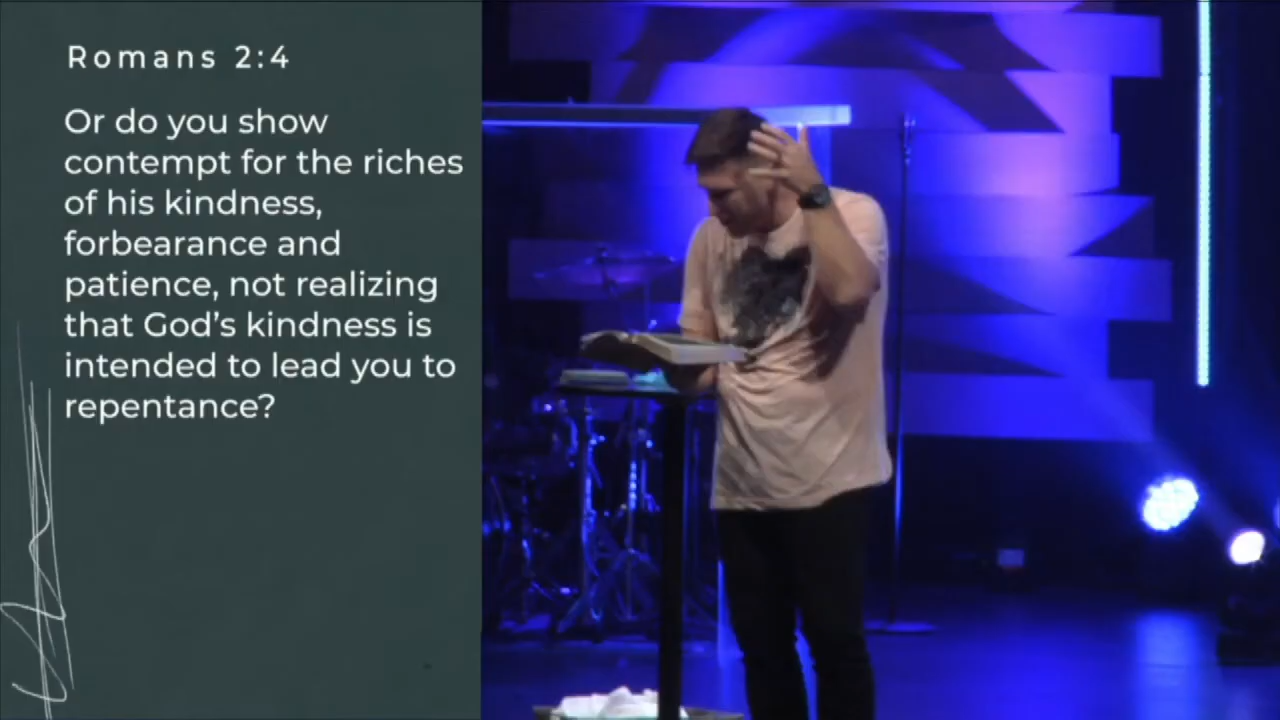 Romans 2:4
Or do you show
contempt for the riches
of his kindness,
forbearance and
patience, not realizing
that God’s kindness is
intended to lead you to
repentance?